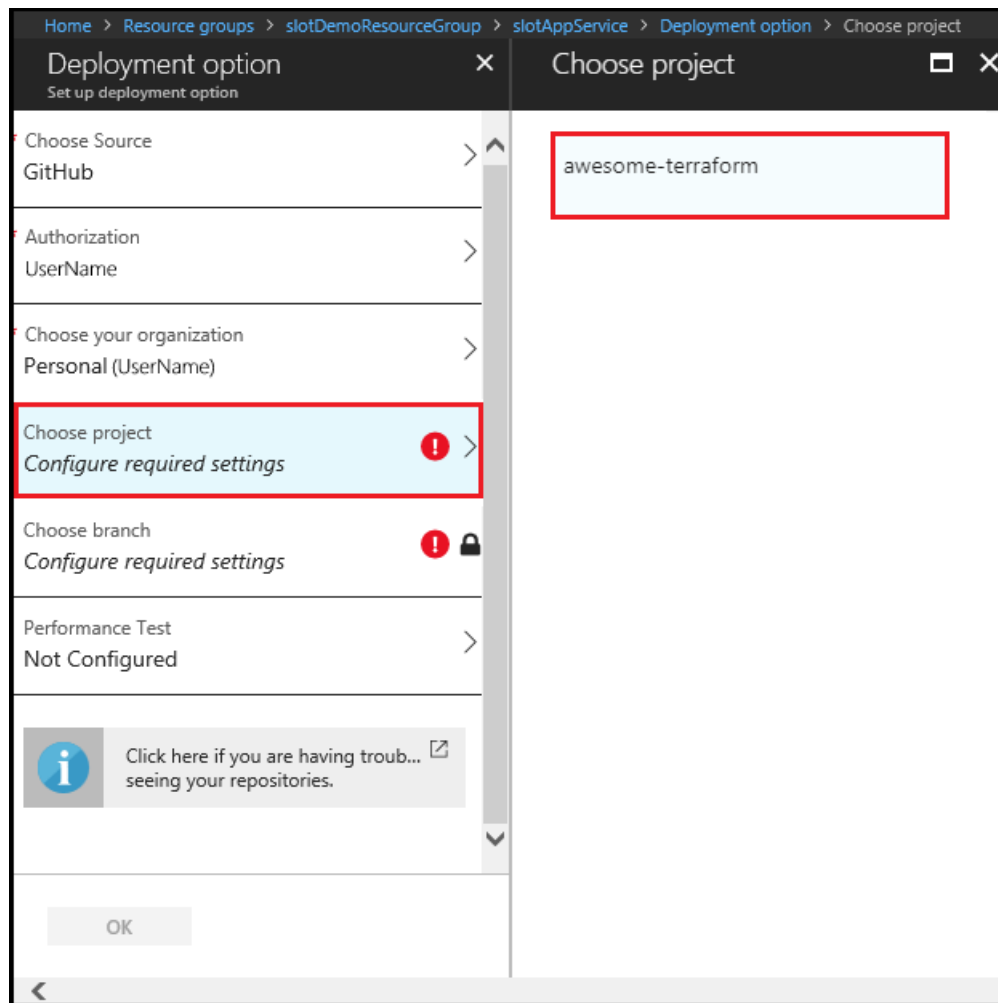 Home > Resource groups > slotDemoResourceGroup > slotAppService > Deployment option > Choose project
Deployment option
Set up deployment option
* Choose Source
GitHub
* Authorization
UserName
* Choose your organization
Personal (UserName)
Choose project
Configure required settings
Choose branch
Configure required settings
Performance Test
Not Configured
Click here if you are having troub...
seeing your repositories.
OK
Choose project
awesome-terraform